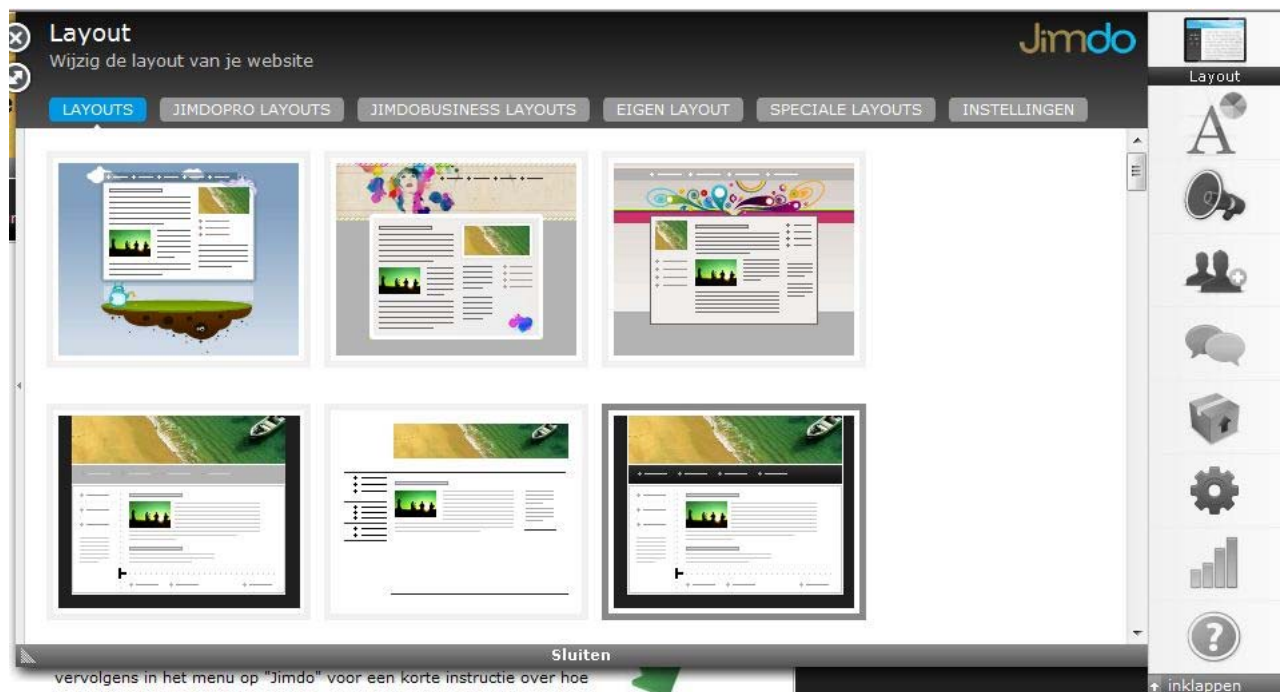 Layout
Wijzig de layout van je website
Jimdo
LAYOUTS JIMDOPRO LAYOUTS JIMDOBUSINESS LAYOUTS EIGEN LAYOUT SPECIALE LAYOUTS INSTELLINGEN
Layout
Sluiten
vervolgens in het menu op "Jimdo" voor een korte instructie over hoe
inklappen